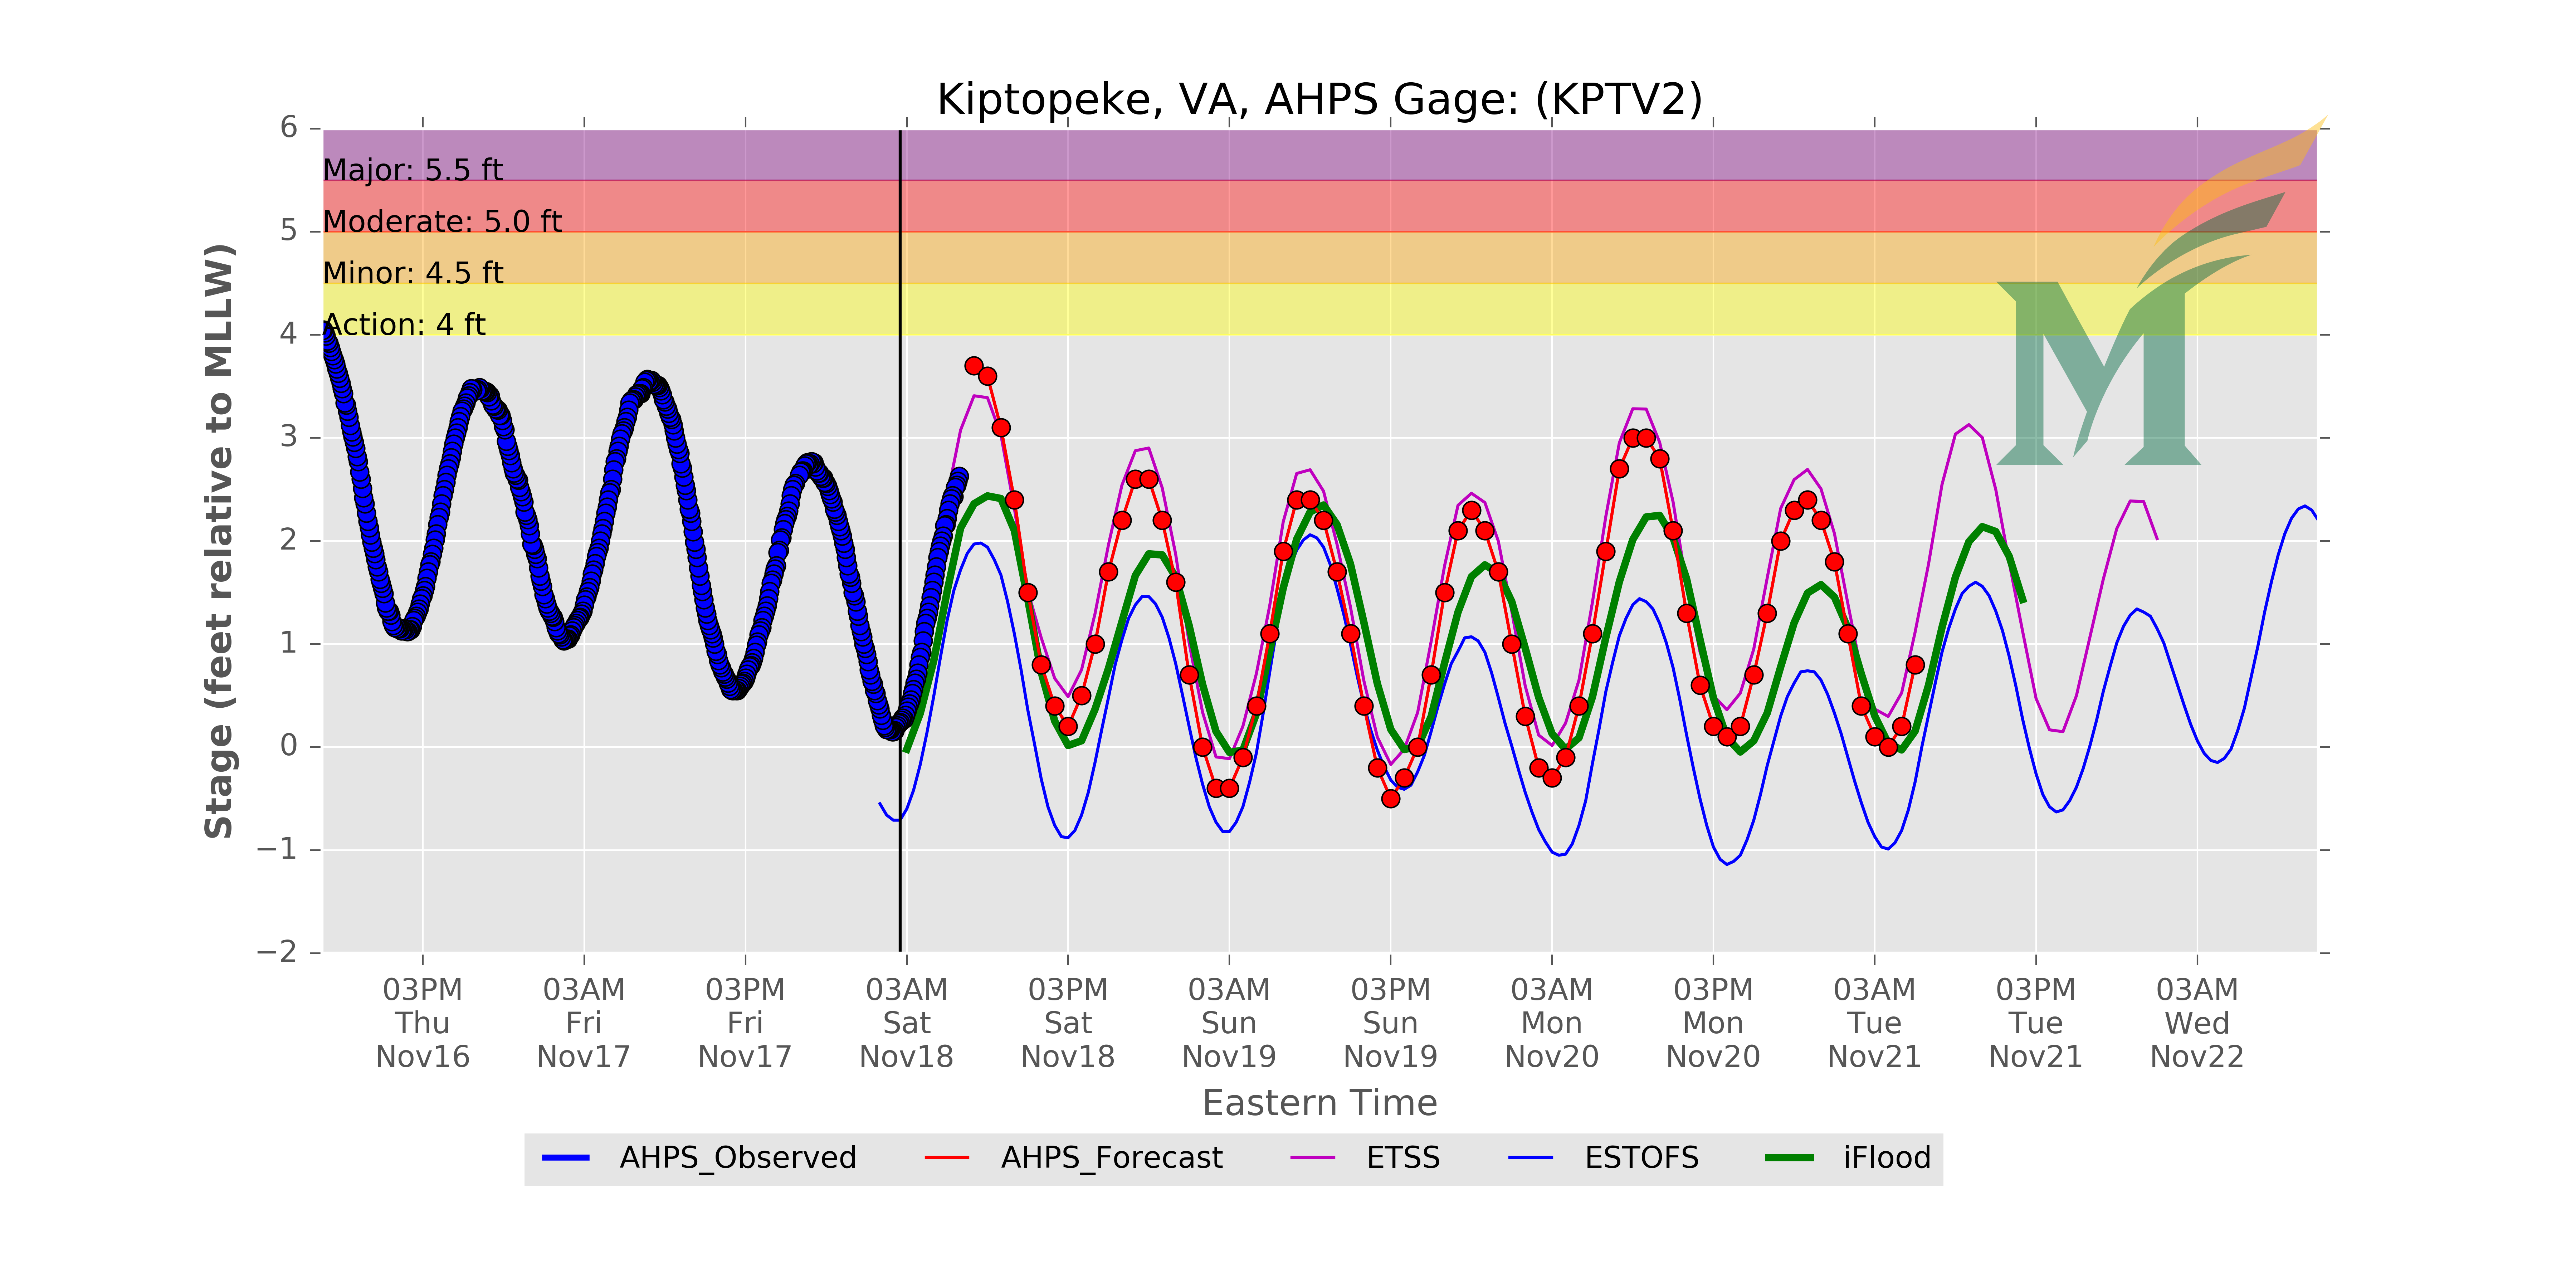 Kiptopeke, VA, AHPS Gage: (KPTV2)
Stage (feet relative to MLLW)
6
5
4
3
2
1
0
−1
−2
Major: 5.5 ft
Moderate: 5.0 ft
Minor: 4.5 ft
Action: 4 ft
M
03PM Thu Nov16
03AM Fri Nov17
03PM Fri Nov17
03AM Sat Nov18
03PM Sat Nov18
03AM Sun Nov19
03PM Sun Nov19
03AM Mon Nov20
03PM Mon Nov20
03AM Tue Nov21
03PM Tue Nov21
03AM Wed Nov22
Eastern Time
AHPS_Observed AHPS_Forecast ETSS ESTOFS iFlood